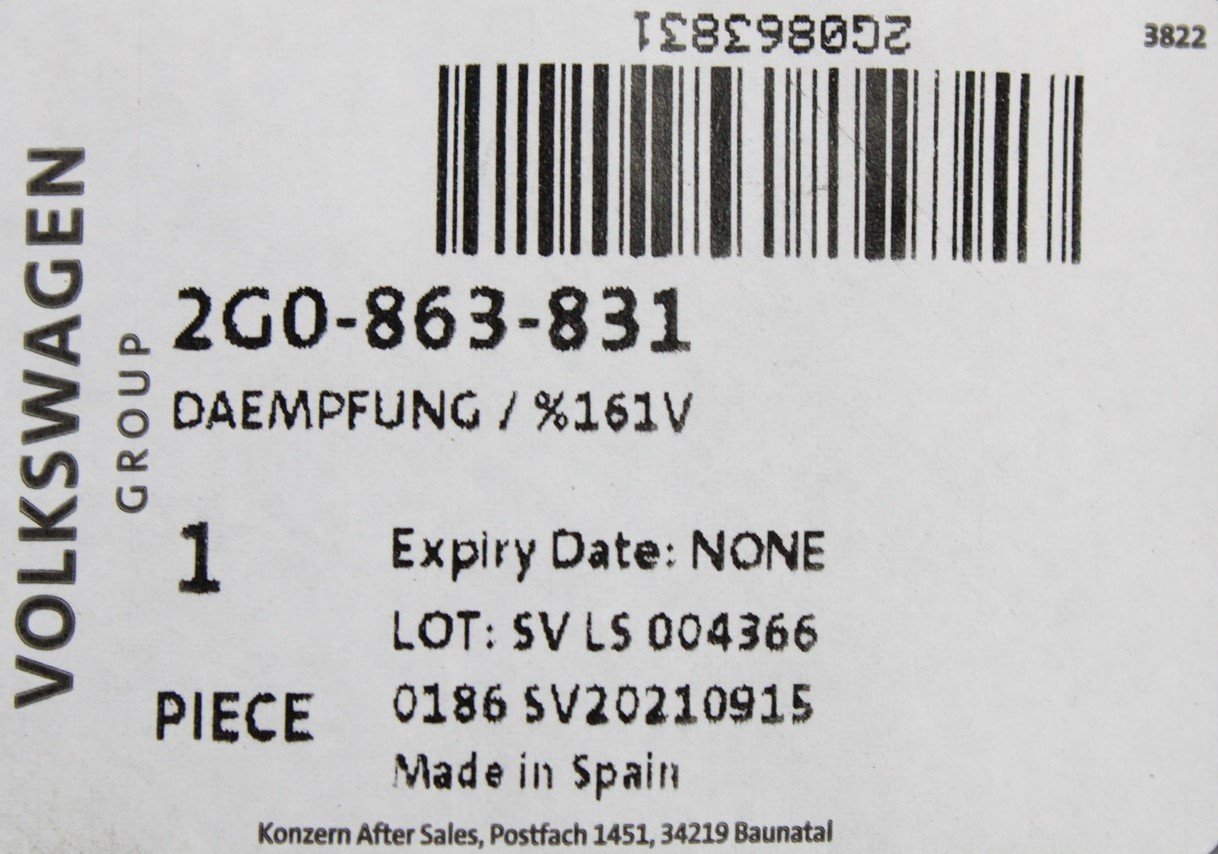 2G0863831
3822
VOLKSWAGEN
GROUP
2G0-863-831
DAEMPFUNG / %161V
1
PIECE
Expiry Date: NONE
LOT: SV LS 004366
0186 SV20210915
Made in Spain
Konzern After Sales, Postfach 1451, 34219 Baunatal